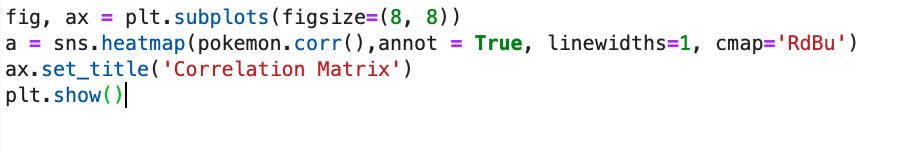 fig, ax = plt.subplots(figsize=(8, 8))
a = sns.heatmap(pokemon.corr(),annot = True, linewidths=1, cmap='RdBu')
ax.set_title('Correlation Matrix')
plt.show()